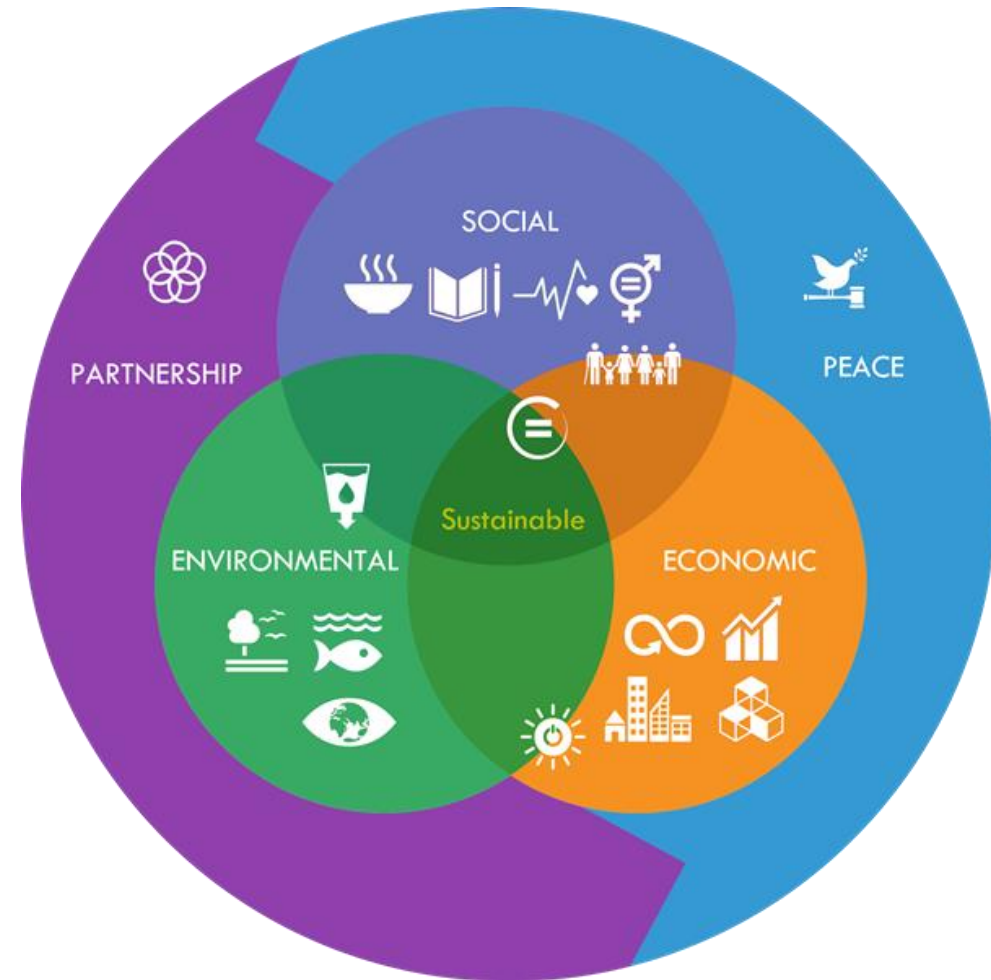 SOCIAL
PARTNERSHIP
PEACE
Sustainable
ENVIRONMENTAL
ECONOMIC